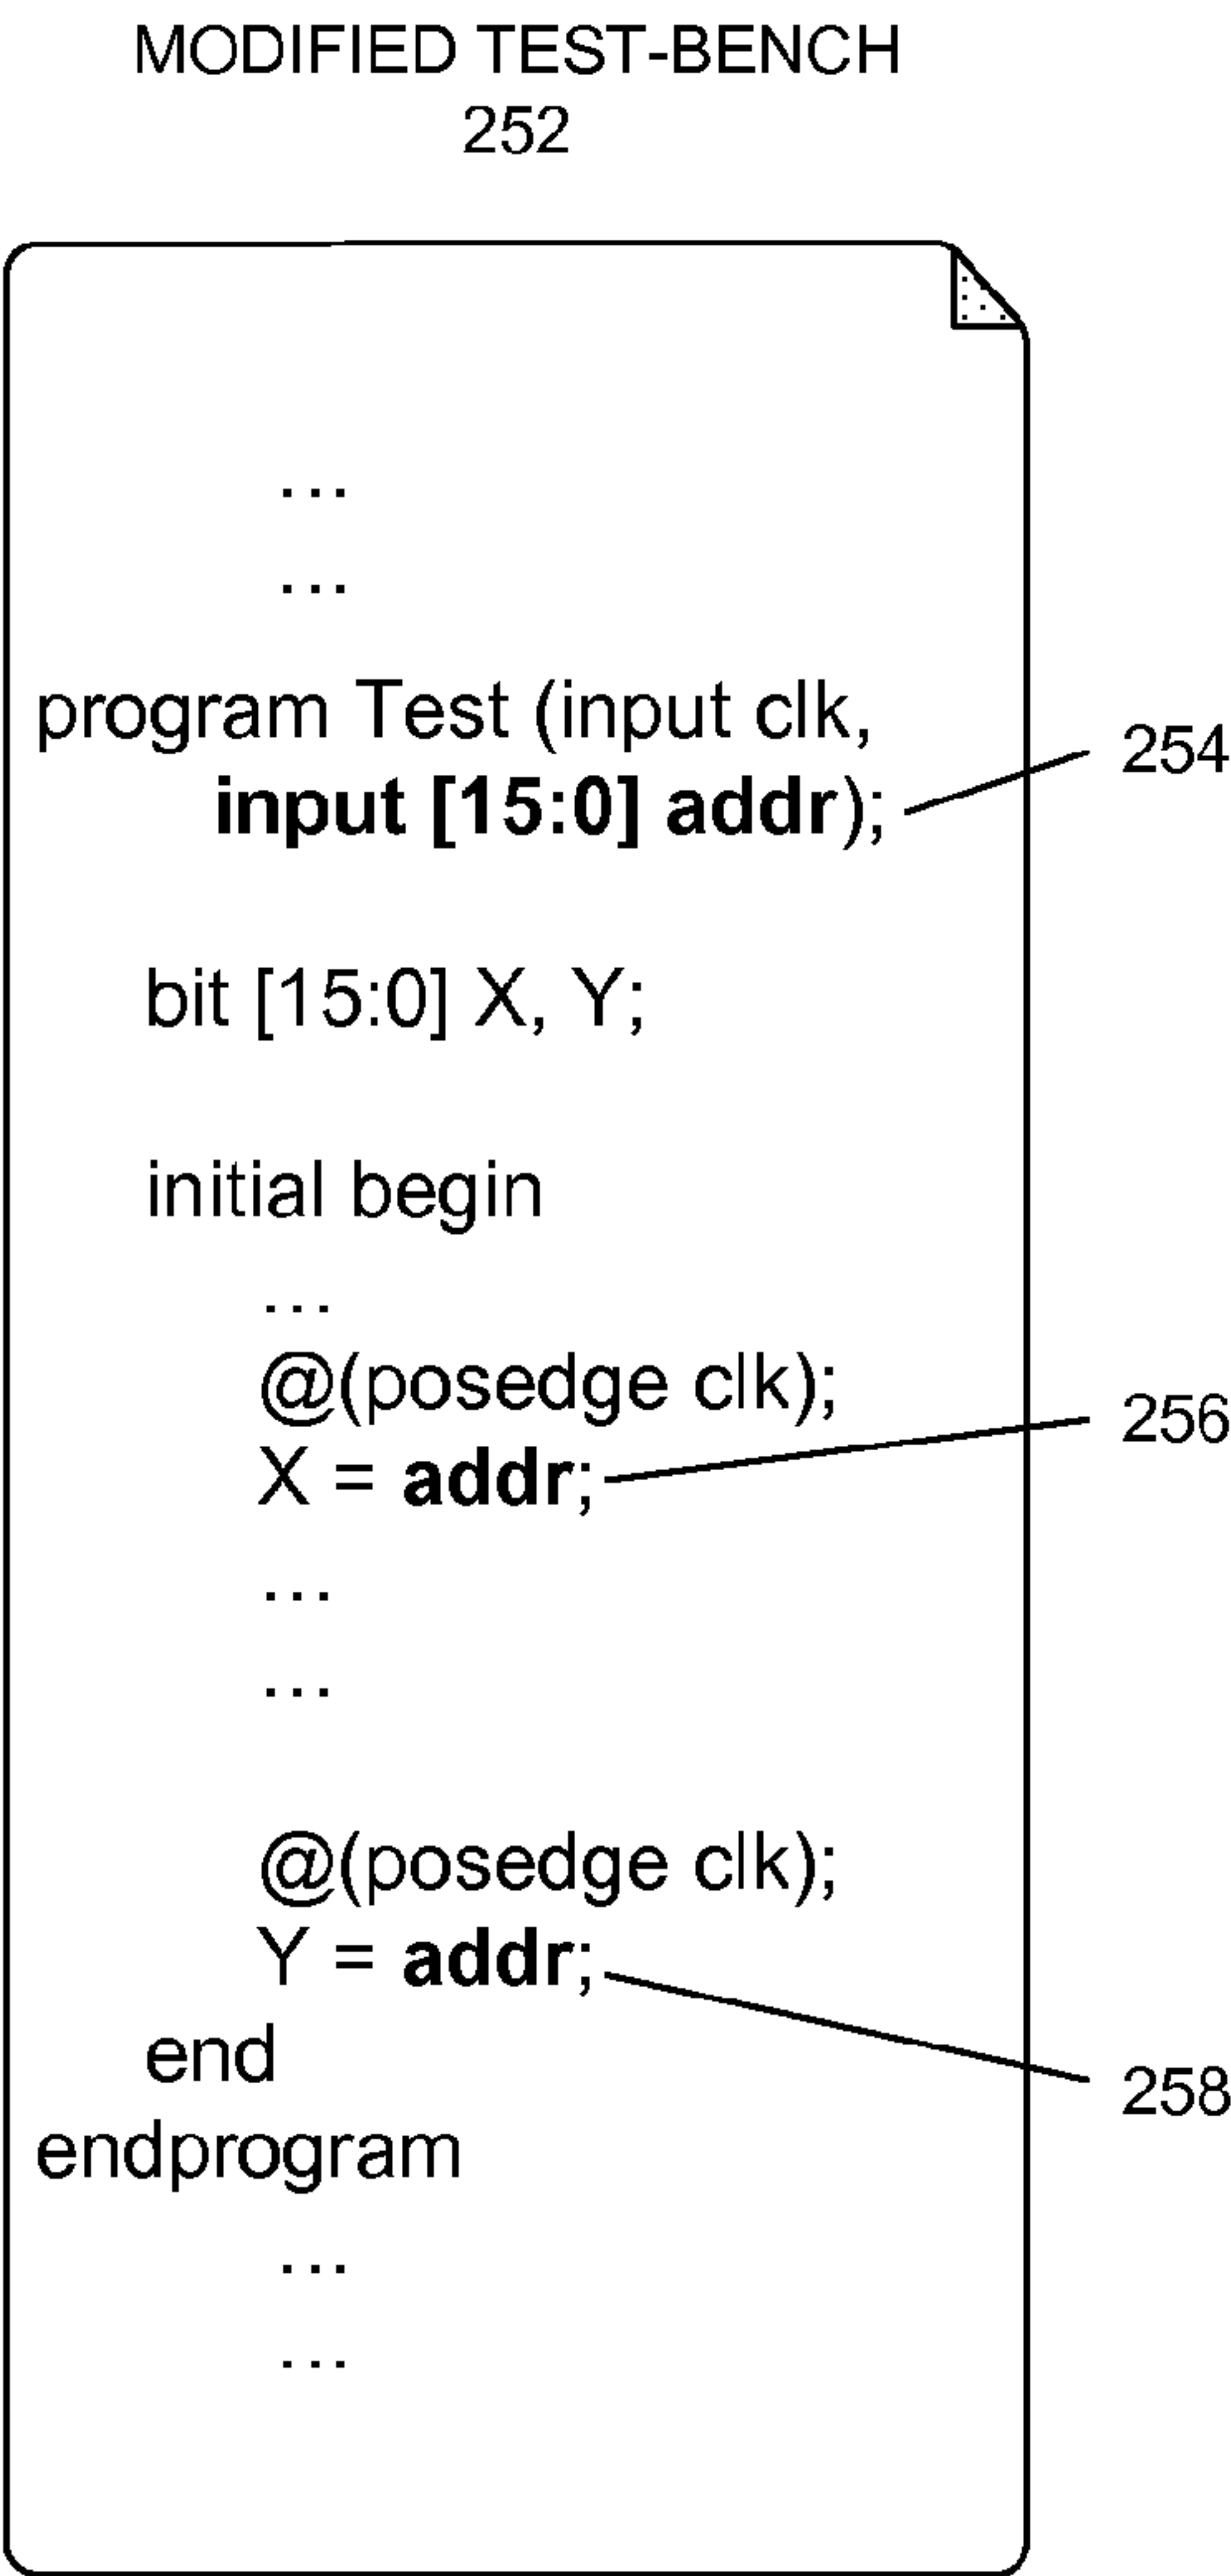 MODIFIED TEST-BENCH
252
...
...
program Test (input clk,
input [15:0] addr);
254
bit [15:0] X, Y;
initial begin
...
@(posedge clk);
X = addr;
256
...
...
@(posedge clk);
Y = addr;
258
end
endprogram
...
...